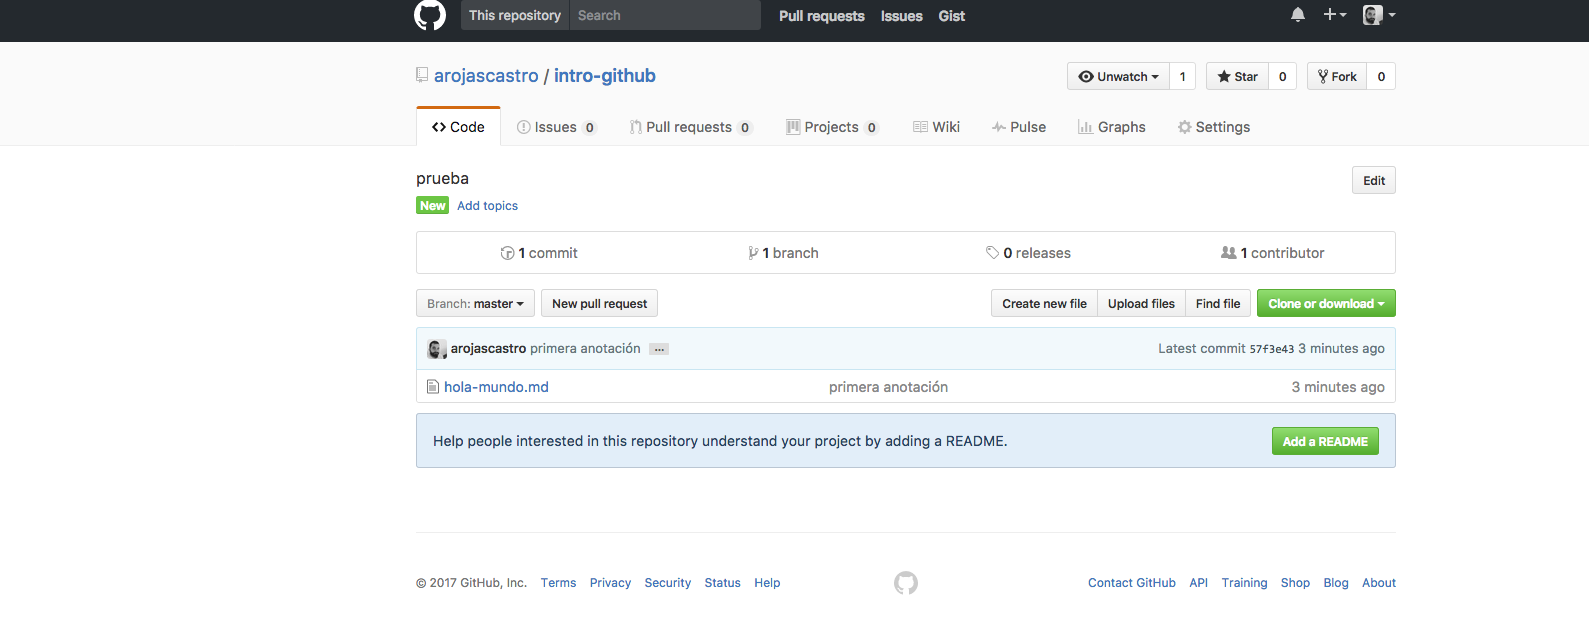 This repository Search Pull requests Issues Gist
arojascastro / intro-github Unwatch 1 Star 0 Fork 0
Code Issues 0 Pull requests 0 Projects 0 Wiki Pulse Graphs Settings
prueba Edit
New Add topics
1 commit 1 branch 0 releases 1 contributor
Branch: master New pull request Create new file Upload files Find file Clone or download
arojascastro primera anotación ... Latest commit 57f3e43 3 minutes ago
hola-mundo.md primera anotación 3 minutes ago
Help people interested in this repository understand your project by adding a README. Add a README
© 2017 GitHub, Inc. Terms Privacy Security Status Help Contact GitHub API Training Shop Blog About